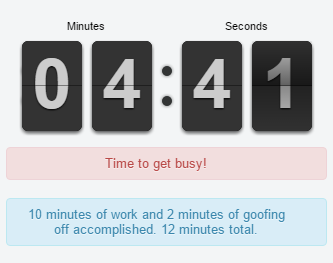 Minutes Seconds
04:41
Time to get busy!
10 minutes of work and 2 minutes of goofing
off accomplished. 12 minutes total.